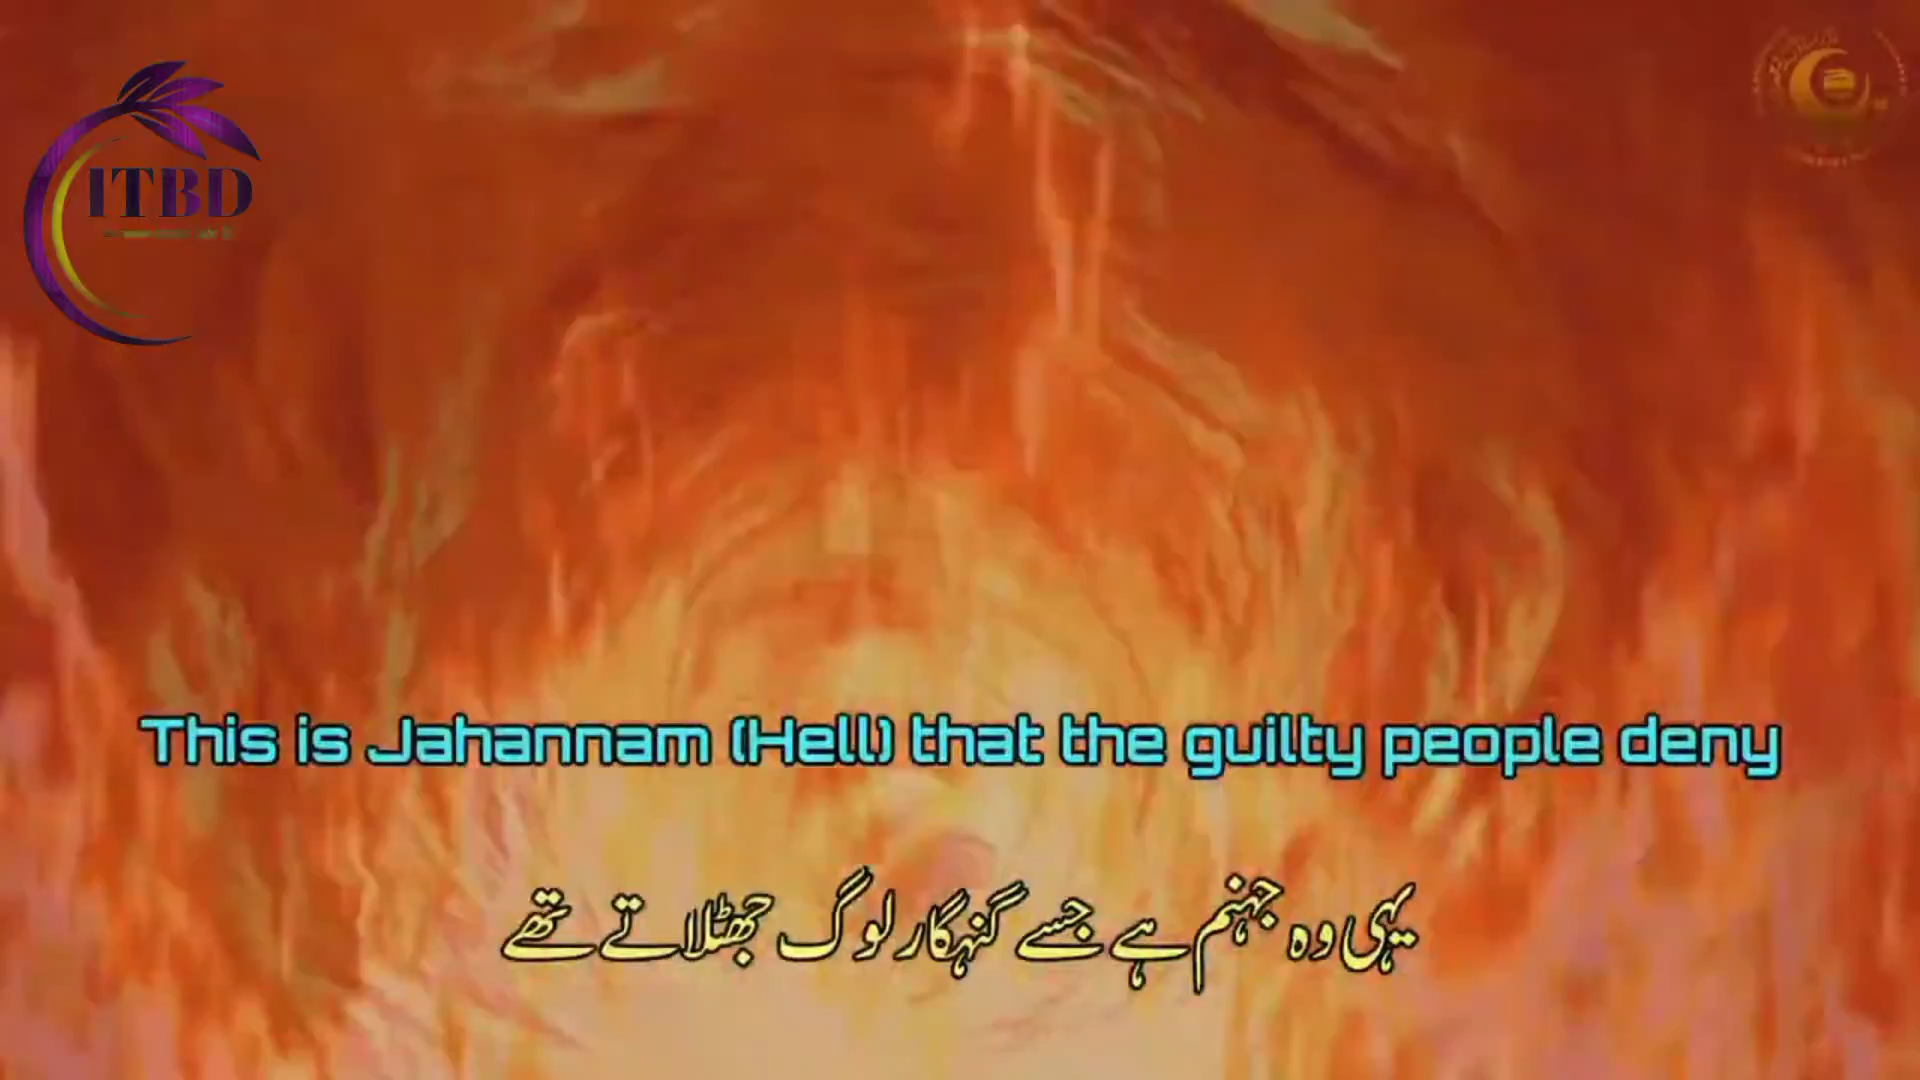 ITBD
This is Jahannam (Hell) that the guilty people deny
یہی وہ جہنم ہے جسے گنہگار لوگ جھٹلاتے تھے